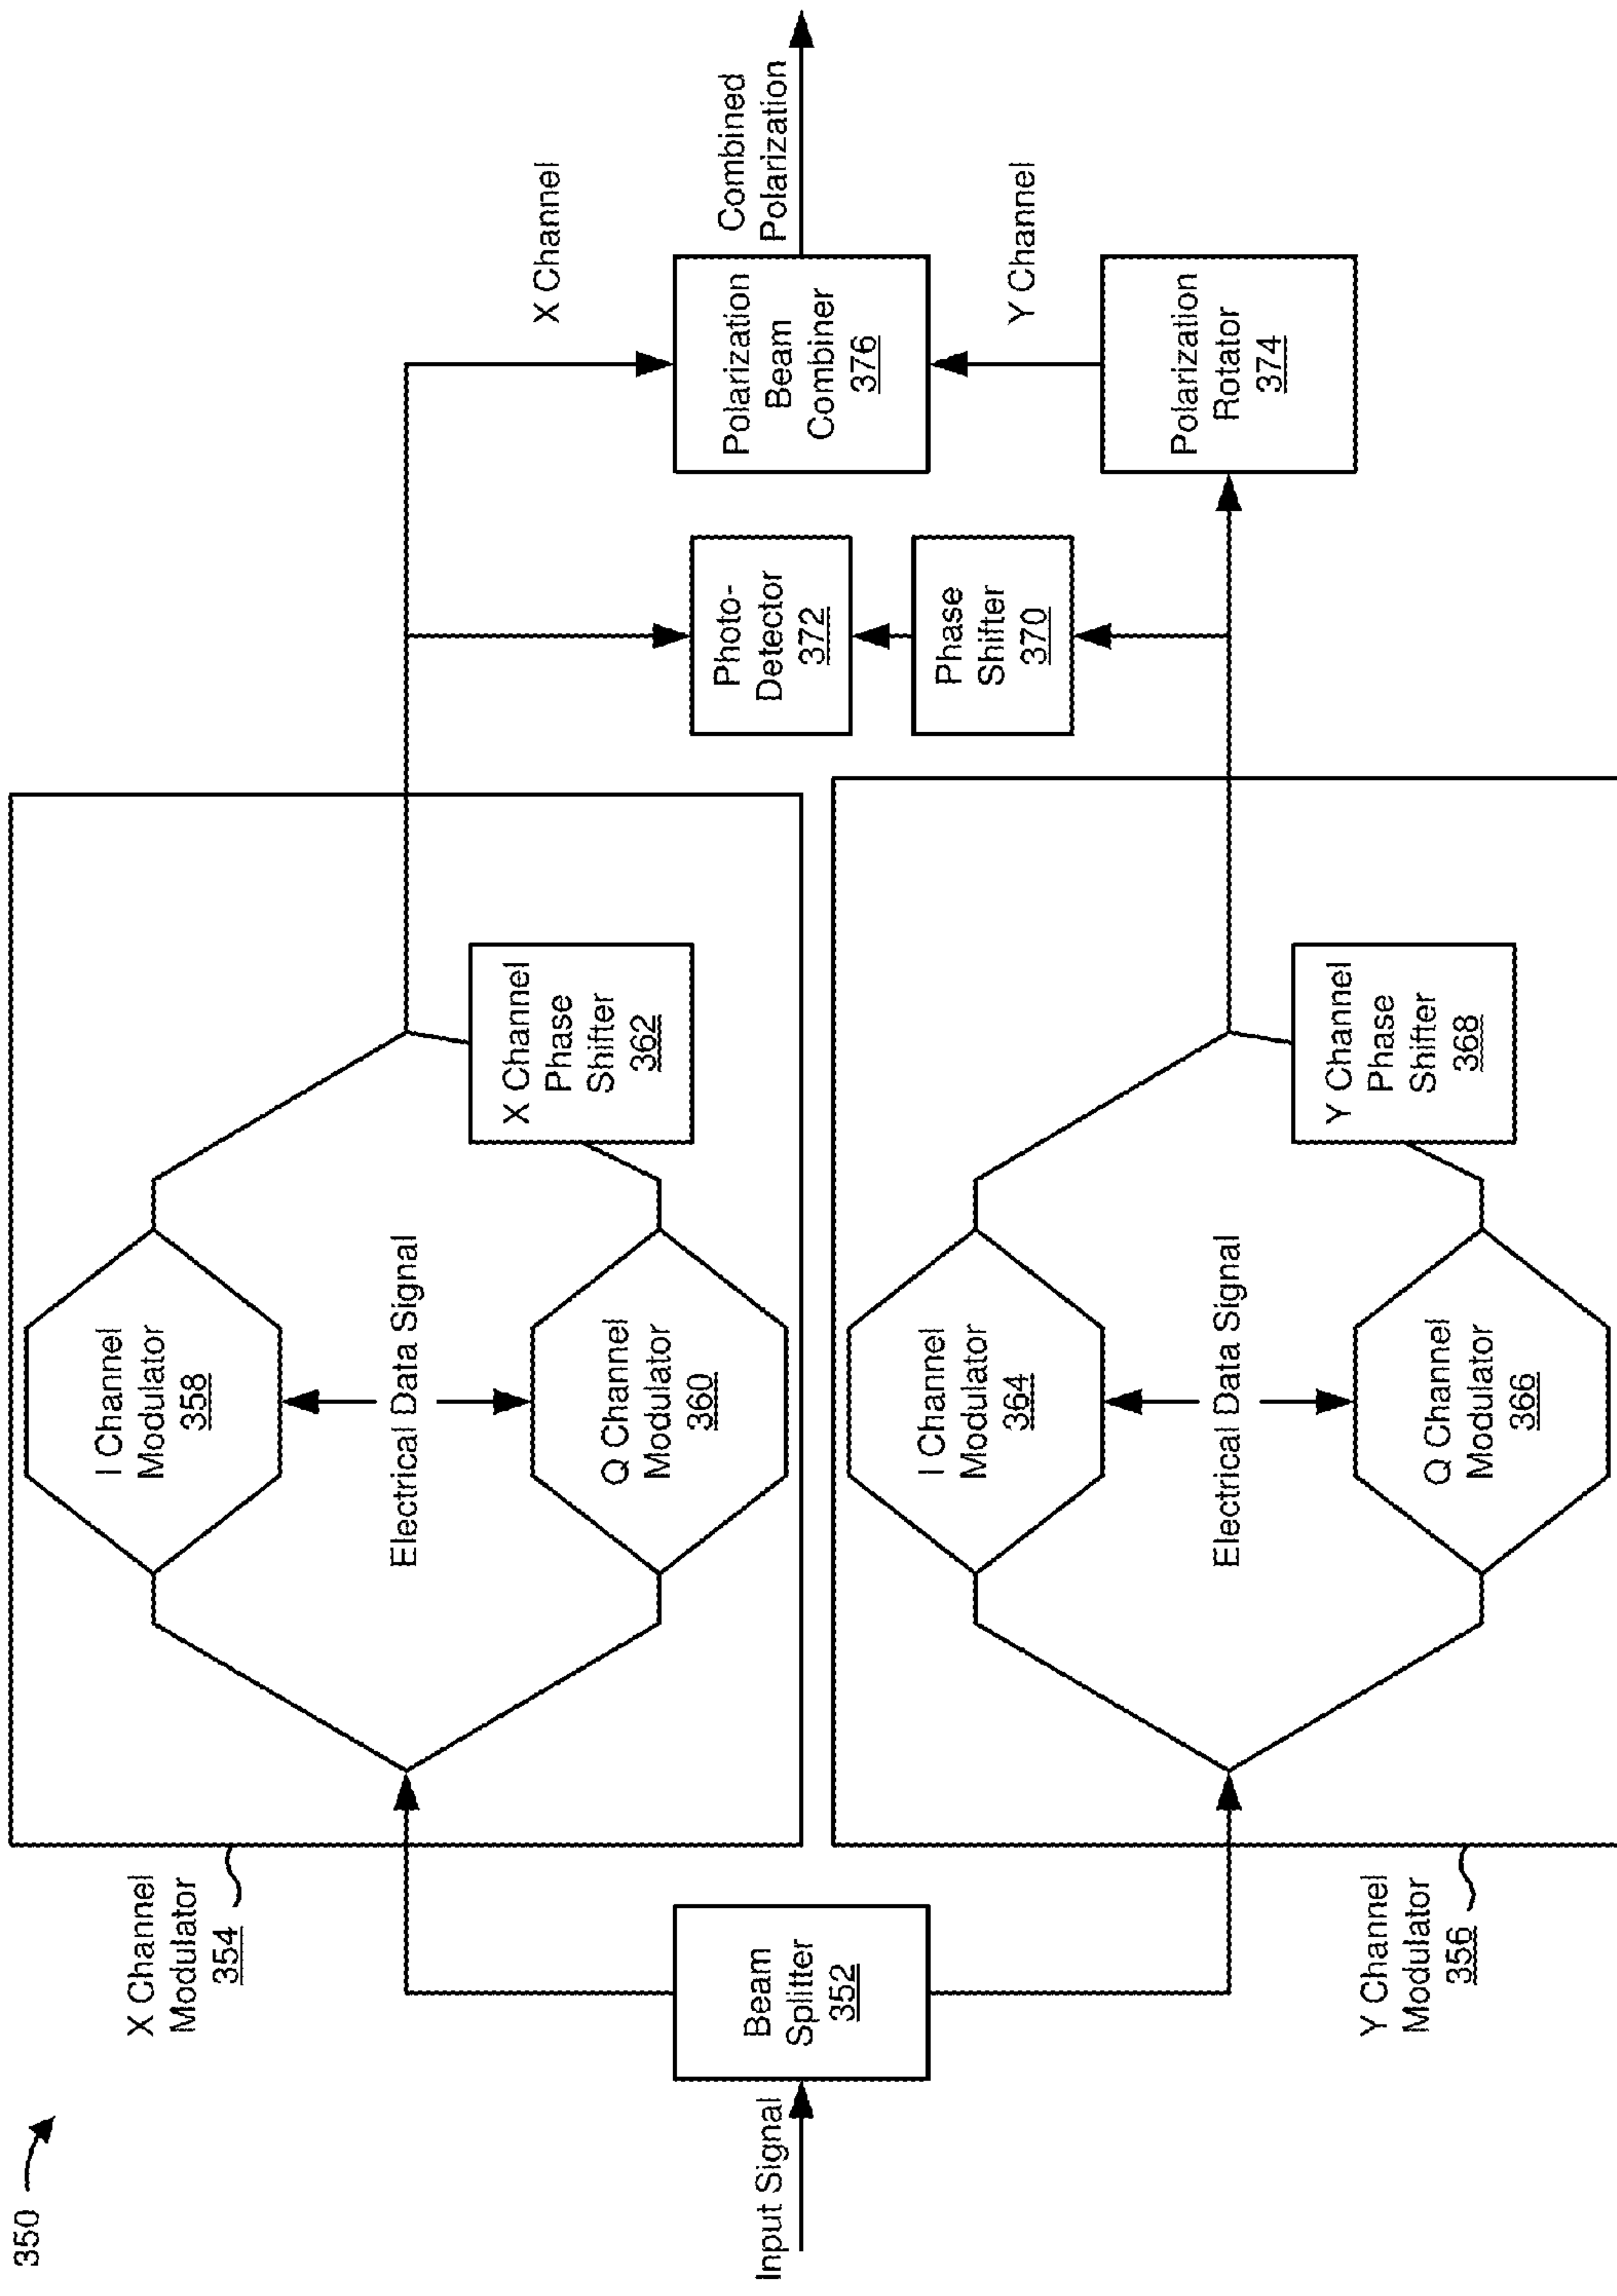 350
X Channel
Modulator
354
I Channel
Modulator
358
Electrical Data Signal
Q Channel
Modulator
360
X Channel
Phase
Shifter
362
X Channel
Input Signal
Beam
Splitter
352
Photo-
Detector
372
Phase
Shifter
370
Polarization
Beam
Combiner
376
Combined
Polarization
Y Channel
Y Channel
Modulator
356
I Channel
Modulator
364
Electrical Data Signal
Q Channel
Modulator
366
Y Channel
Phase
Shifter
368
Polarization
Rotator
374